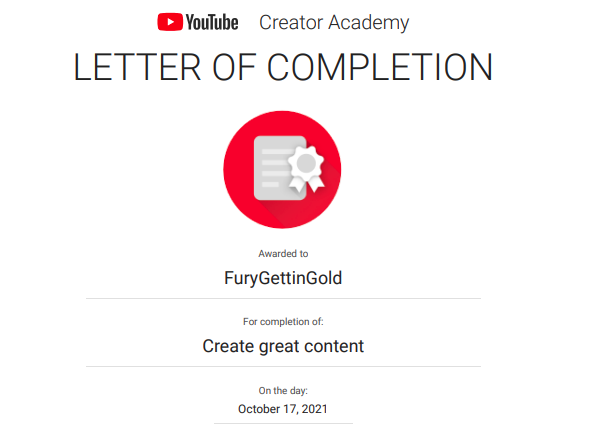 YouTube Creator Academy
LETTER OF COMPLETION
Awarded to
FuryGettinGold
For completion of:
Create great content
On the day:
October 17, 2021